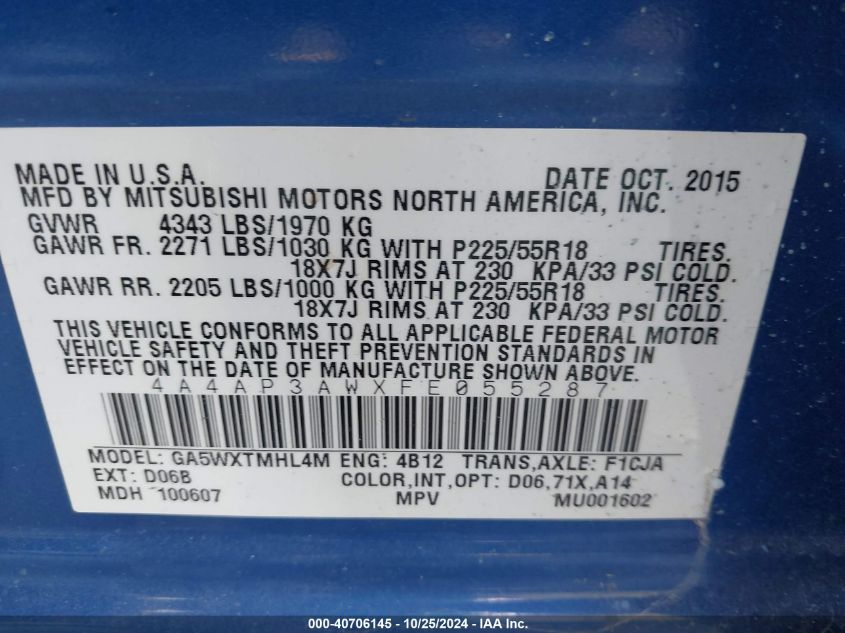 MADE IN U.S.A. DATE OCT. 2015
MFD BY MITSUBISHI MOTORS NORTH AMERICA, INC.
GVWR 4343 LBS/1970 KG
GAWR FR. 2271 LBS/1030 KG WITH P225/55R18 TIRES.
18X7J RIMS AT 230 KPA/33 PSI COLD.
GAWR RR. 2205 LBS/1000 KG WITH P225/55R18 TIRES.
18X7J RIMS AT 230 KPA/33 PSI COLD.
THIS VEHICLE CONFORMS TO ALL APPLICABLE FEDERAL MOTOR
VEHICLE SAFETY AND THEFT PREVENTION STANDARDS IN
EFFECT ON THE DATE OF MANUFACTURE SHOWN ABOVE.
4A4AP3AWXFE055287
MODEL: GA5WXTMHL4M ENG: 4B12 TRANS,AXLE: F1CJA
EXT: D06B COLOR,INT,OPT: D06,71X,A14
MDH 100607 MPV MU001602
000-40706145 - 10/25/2024 - IAA Inc.